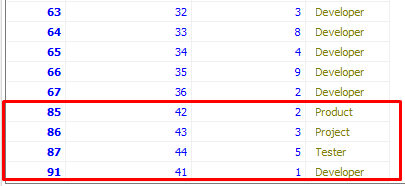 63 32 3 Developer
64 33 8 Developer
65 34 4 Developer
66 35 9 Developer
67 36 2 Developer
85 42 2 Product
86 43 3 Project
87 44 5 Tester
91 41 1 Developer